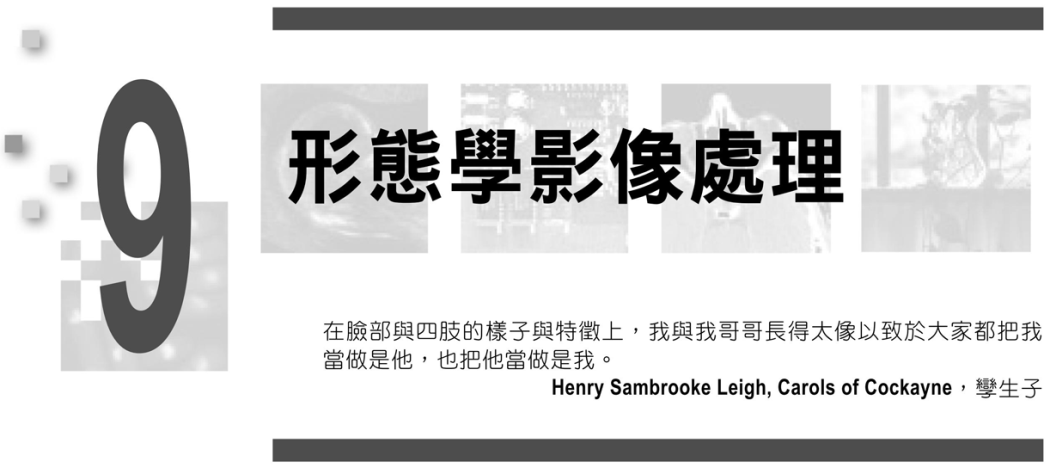 9
形態學影像處理
在臉部與四肢的樣子與特徵上，我與我哥哥長得太像以致於大家都把我
當做是他，也把他當做是我。
Henry Sambrooke Leigh, Carols of Cockayne，孿生子